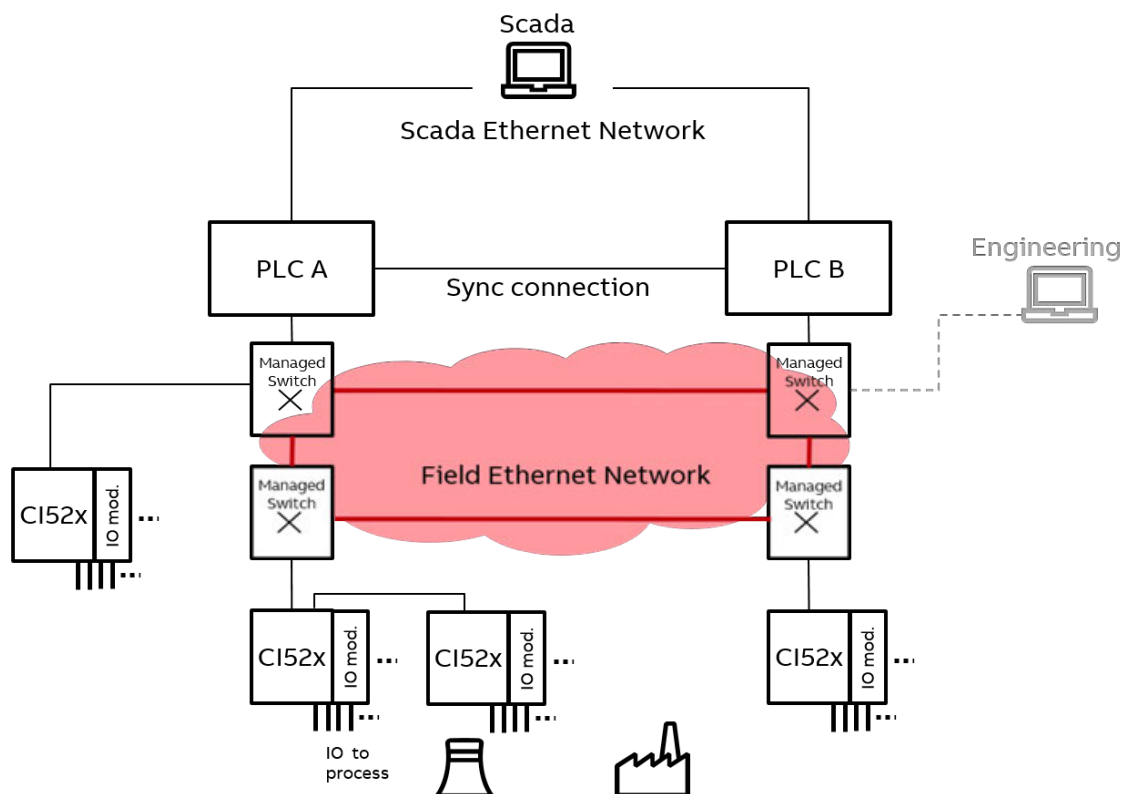 Scada
Scada Ethernet Network
PLC A
PLC B
Sync connection
Engineering
Managed
Switch
Managed
Switch
CI52x
IO mod.
Field Ethernet Network
Managed
Switch
Managed
Switch
CI52x
IO mod.
CI52x
IO mod.
CI52x
IO mod.
IO to
process